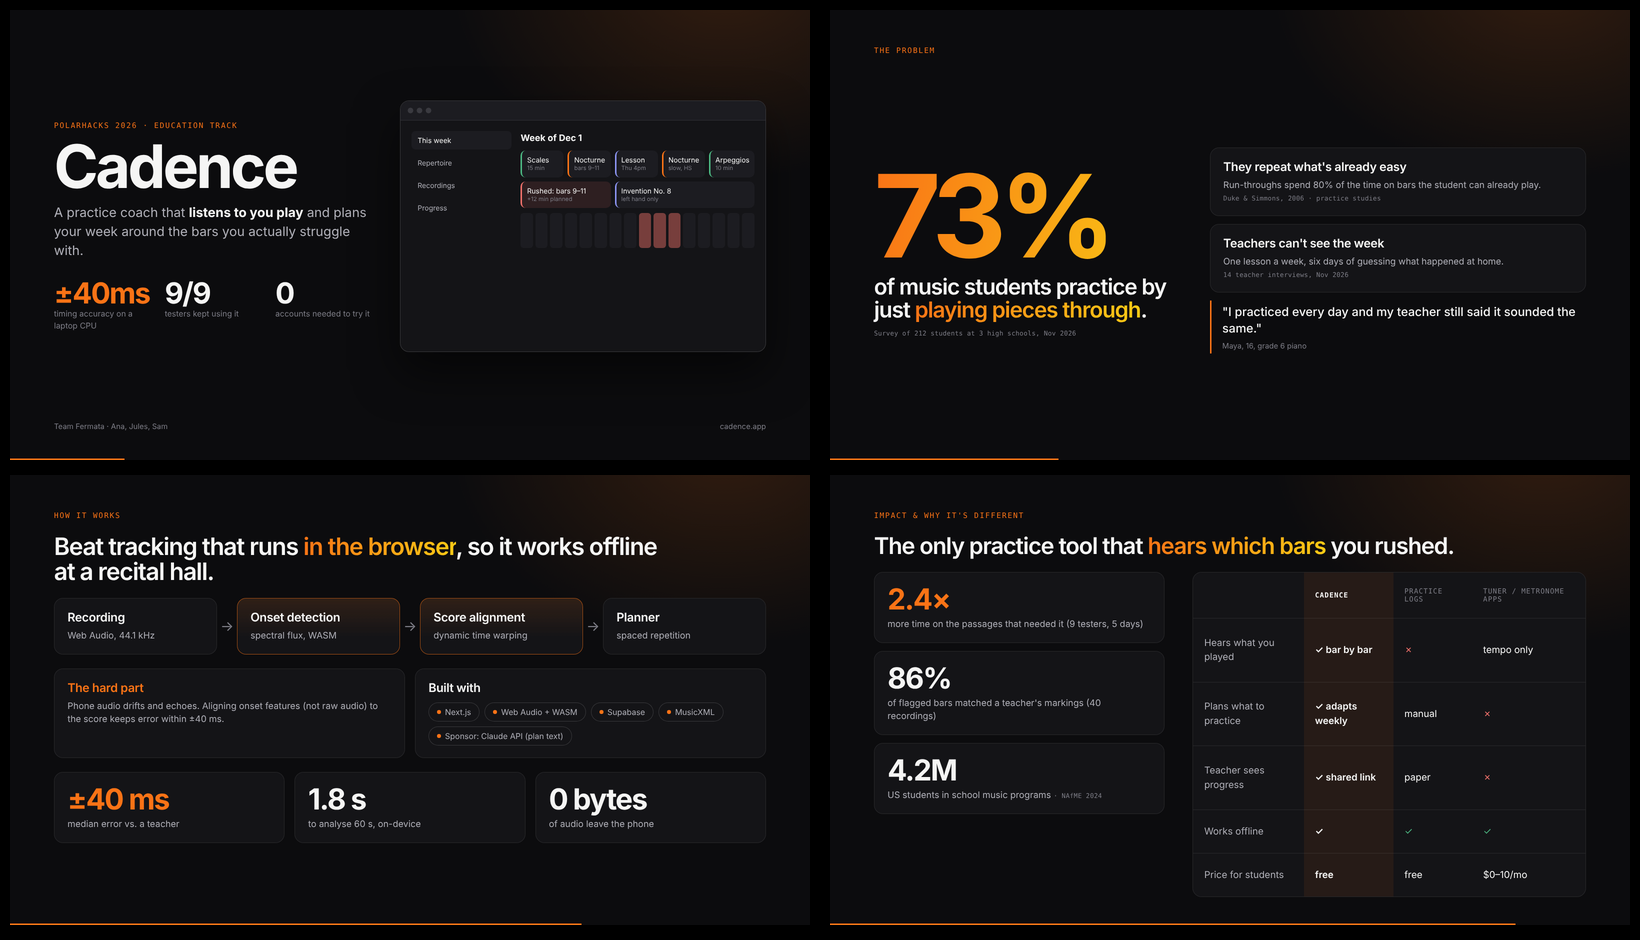 POLARHACKS 2026 · EDUCATION TRACK
Cadence
A practice coach that listens to you play and plans
your week around the bars you actually struggle
with.
±40ms
timing accuracy on a
laptop CPU
9/9
testers kept using it
0
accounts needed to try it
This week
Repertoire
Recordings
Progress
Week of Dec 1
Scales
15 min
Nocturne
bars 9–11
Lesson
Thu 4pm
Nocturne
slow, HS
Arpeggios
10 min
Rushed: bars 9–11
+12 min planned
Invention No. 8
left hand only
Team Fermata · Ana, Jules, Sam
cadence.app
THE PROBLEM
73%
of music students practice by
just playing pieces through.
Survey of 212 students at 3 high schools, Nov 2026
They repeat what's already easy
Run-throughs spend 80% of the time on bars the student can already play.
Duke & Simmons, 2006 · practice studies
Teachers can't see the week
One lesson a week, six days of guessing what happened at home.
14 teacher interviews, Nov 2026
"I practiced every day and my teacher still said it sounded the
same."
Maya, 16, grade 6 piano
HOW IT WORKS
Beat tracking that runs in the browser, so it works offline
at a recital hall.
Recording
Web Audio, 44.1 kHz
→
Onset detection
spectral flux, WASM
→
Score alignment
dynamic time warping
→
Planner
spaced repetition
The hard part
Phone audio drifts and echoes. Aligning onset features (not raw audio) to
the score keeps error within ±40 ms.
Built with
Next.js
Web Audio + WASM
Supabase
MusicXML
Sponsor: Claude API (plan text)
±40 ms
median error vs. a teacher
1.8 s
to analyse 60 s, on-device
0 bytes
of audio leave the phone
IMPACT & WHY IT'S DIFFERENT
The only practice tool that hears which bars you rushed.
2.4×
more time on the passages that needed it (9 testers, 5 days)
86%
of flagged bars matched a teacher's markings (40
recordings)
4.2M
US students in school music programs · NAfME 2024
CADENCE
PRACTICE
LOGS
TUNER / METRONOME
APPS
Hears what you
played
✓ bar by bar
×
tempo only
Plans what to
practice
✓ adapts
weekly
manual
×
Teacher sees
progress
✓ shared link
paper
×
Works offline
✓
✓
✓
Price for students
free
free
$0–10/mo